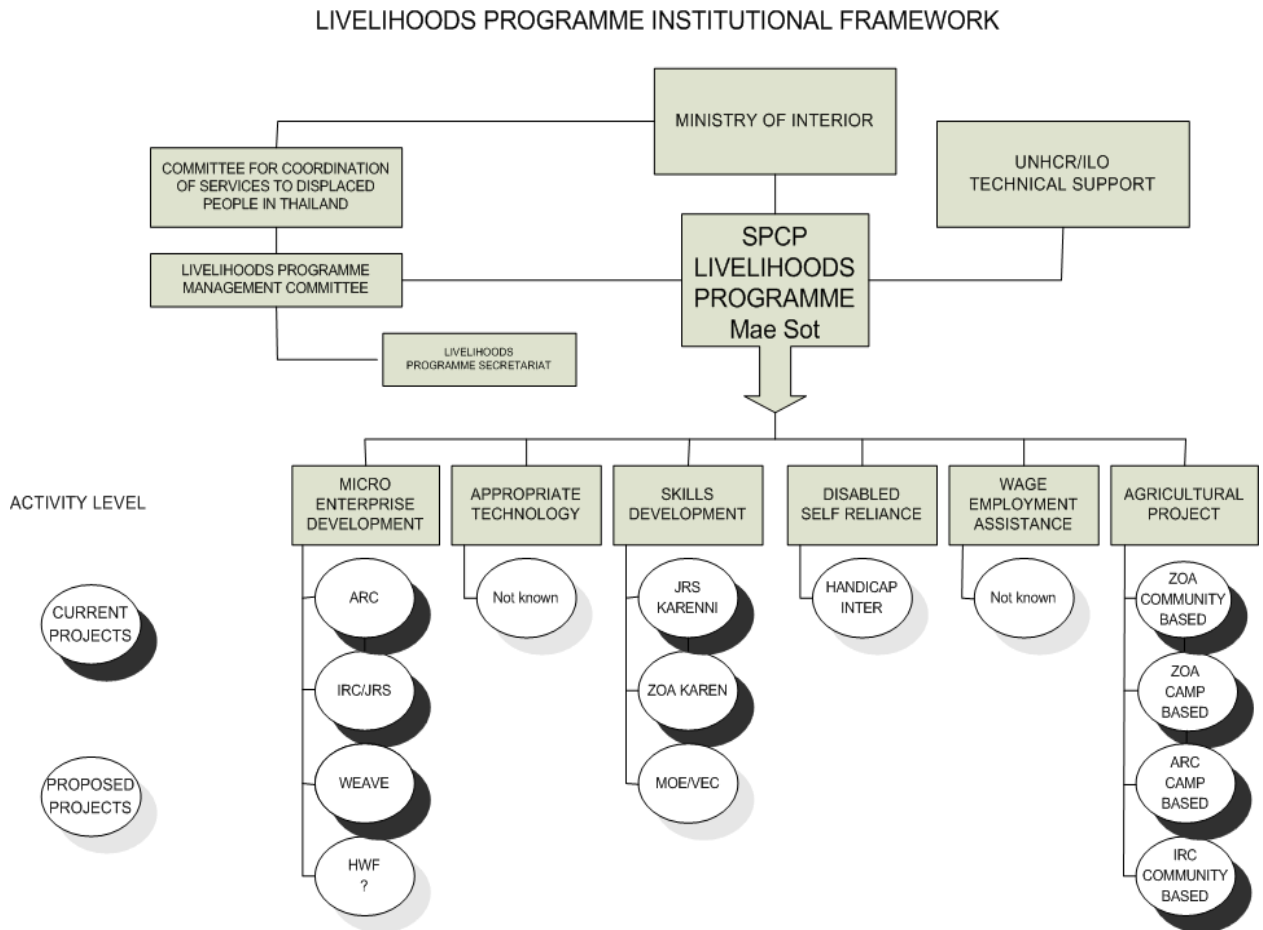 LIVELIHOODS PROGRAMME INSTITUTIONAL FRAMEWORK
MINISTRY OF INTERIOR
COMMITTEE FOR COORDINATION
OF SERVICES TO DISPLACED
PEOPLE IN THAILAND
UNHCR/ILO
TECHNICAL SUPPORT
LIVELIHOODS PROGRAMME
MANAGEMENT COMMITTEE
SPCP
LIVELIHOODS
PROGRAMME
Mae Sot
LIVELIHOODS
PROGRAMME SECRETARIAT
ACTIVITY LEVEL
MICRO
ENTERPRISE
DEVELOPMENT
APPROPRIATE
TECHNOLOGY
SKILLS
DEVELOPMENT
DISABLED
SELF RELIANCE
WAGE
EMPLOYMENT
ASSISTANCE
AGRICULTURAL
PROJECT
CURRENT
PROJECTS
ARC
Not known
JRS
KARENNI
HANDICAP
INTER
Not known
ZOA
COMMUNITY
BASED
IRC/JRS
ZOA KAREN
ZOA
CAMP
BASED
PROPOSED
PROJECTS
WEAVE
MOE/VEC
ARC
CAMP
BASED
HWF
?
IRC
COMMUNITY
BASED